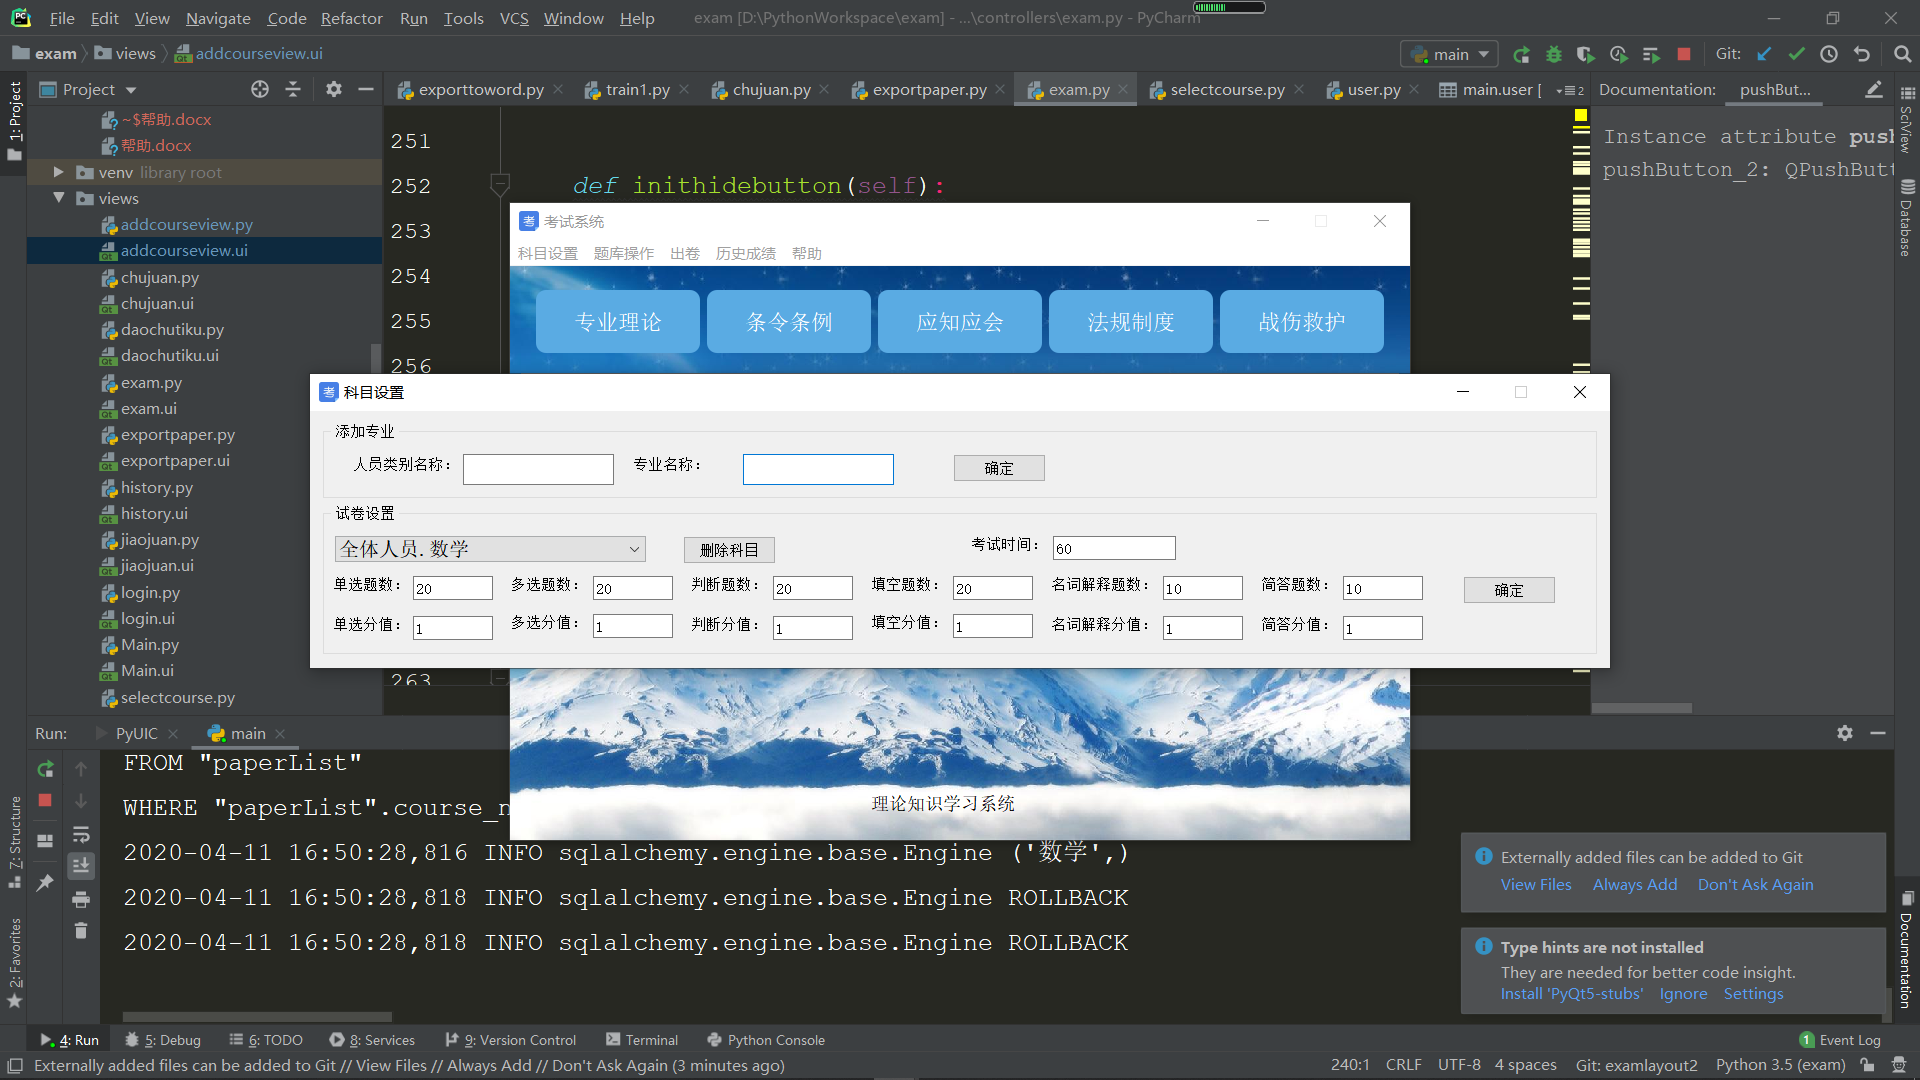 File Edit View Navigate Code Refactor Run Tools VCS Window Help exam [D:\PythonWorkspace\exam] - ...\controllers\exam.py - PyCharm
exam views addcourseview.ui main Git:
Project exporttoword.py train1.py chujuan.py exportpaper.py exam.py selectcourse.py user.py main.user [ 2 Documentation: pushBut...
1: Project
~$帮助.docx
帮助.docx
venv library root
views
addcourseview.py
addcourseview.ui
chujuan.py
chujuan.ui
daochutiku.py
daochutiku.ui
exam.py
exam.ui
exportpaper.py
exportpaper.ui
history.py
history.ui
jiaojuan.py
jiaojuan.ui
login.py
login.ui
Main.py
Main.ui
selectcourse.py
251
252 def inithidebutton(self):
253
254
255
256
263
Instance attribute push
pushButton_2: QPushButt
SciView
Database
考 考试系统
科目设置 题库操作 出卷 历史成绩 帮助
专业理论 条令条例 应知应会 法规制度 战伤救护
考 科目设置
添加专业
人员类别名称： 专业名称： 确定
试卷设置
全体人员.数学 删除科目 考试时间： 60
单选题数： 20 多选题数： 20 判断题数： 20 填空题数： 20 名词解释题数： 10 简答题数： 10 确定
单选分值： 1 多选分值： 1 判断分值： 1 填空分值： 1 名词解释分值： 1 简答分值： 1
理论知识学习系统
Run: PyUIC main
FROM "paperList"
WHERE "paperList".course_n
2020-04-11 16:50:28,816 INFO sqlalchemy.engine.base.Engine ('数学',)
2020-04-11 16:50:28,818 INFO sqlalchemy.engine.base.Engine ROLLBACK
2020-04-11 16:50:28,818 INFO sqlalchemy.engine.base.Engine ROLLBACK
Z: Structure
2: Favorites
Externally added files can be added to Git
View Files Always Add Don't Ask Again
Type hints are not installed
They are needed for better code insight.
Install 'PyQt5-stubs' Ignore Settings
Documentation
4: Run 5: Debug 6: TODO 8: Services 9: Version Control Terminal Python Console 1 Event Log
Externally added files can be added to Git // View Files // Always Add // Don't Ask Again (3 minutes ago) 240:1 CRLF UTF-8 4 spaces Git: examlayout2 Python 3.5 (exam)